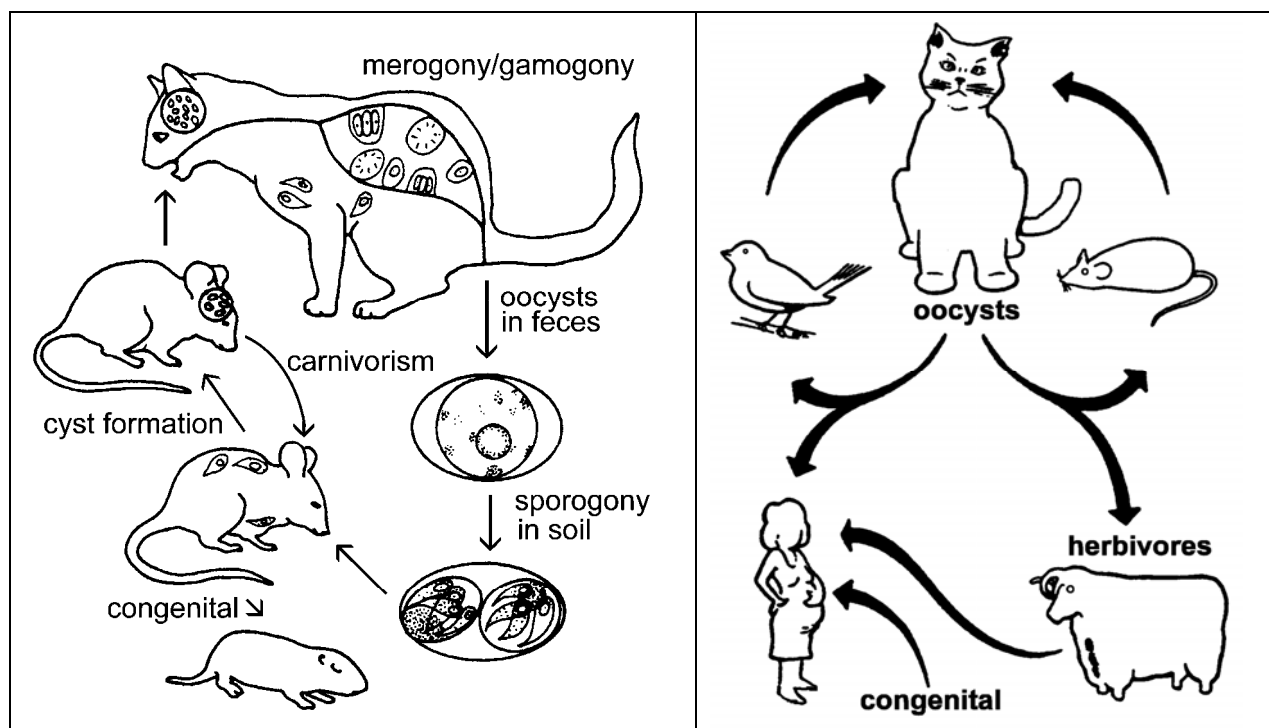 merogony/gamogony
oocysts
in feces
carnivorism
cyst formation
sporogony
in soil
congenital
oocysts
herbivores
congenital